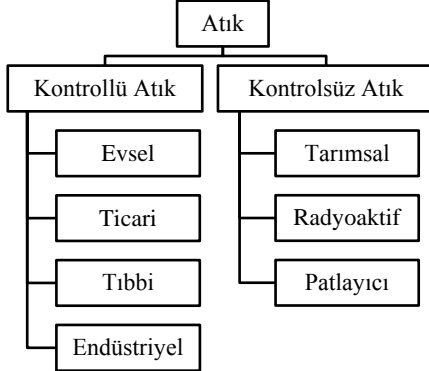 Atık
Kontrollü Atık
Kontrolsüz Atık
Evsel
Ticari
Tıbbi
Endüstriyel
Tarımsal
Radyoaktif
Patlayıcı